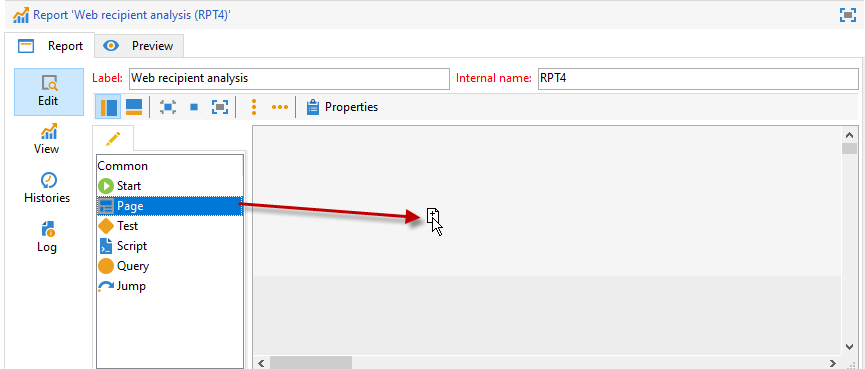 Report 'Web recipient analysis (RPT4)'
Report
Preview
Label: Web recipient analysis Internal name: RPT4
Edit
Properties
View
Histories
Log
Common
Start
Page
Test
Script
Query
Jump